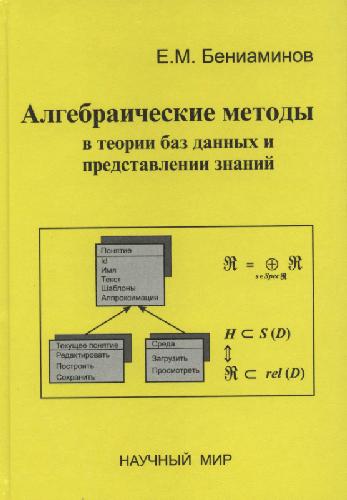 Е.М. Бениаминов
Алгебраические методы
в теории баз данных и
представлении знаний
Понятие
Id
Имя
Текст
Шаблоны
Аппроксимация
ℜ = ⊕ ℜ
s∈Spec ℜ
Текущее понятие
Редактировать
Построить
Сохранить
Среда
Загрузить
Просмотреть
H ⊂ S (D)
⇕
ℜ ⊂ rel (D)
НАУЧНЫЙ МИР